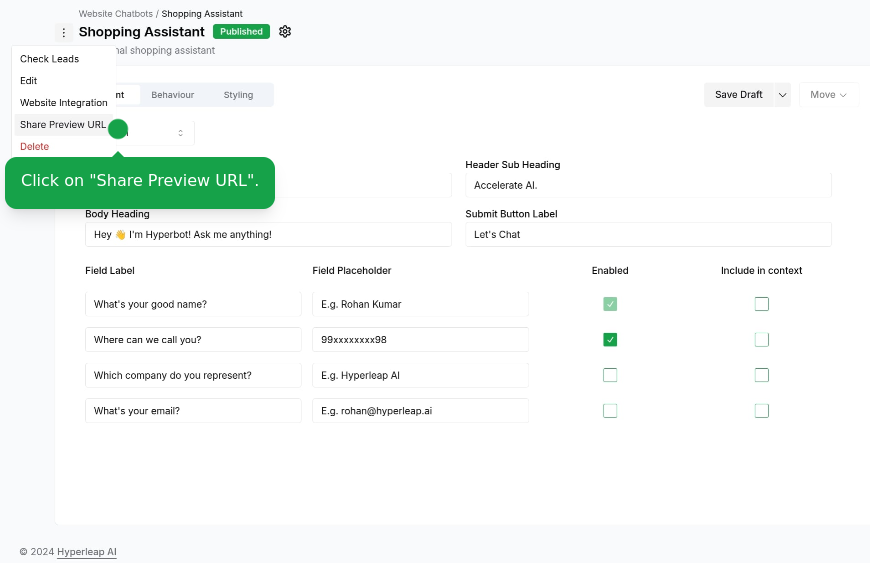 Website Chatbots / Shopping Assistant
Shopping Assistant Published
nal shopping assistant
Check Leads
Edit
Website Integration
Share Preview URL
Delete
nt Behaviour Styling
Save Draft Move
Click on "Share Preview URL".
Header Sub Heading
Accelerate AI.
Body Heading Submit Button Label
Hey 👋 I'm Hyperbot! Ask me anything! Let's Chat
Field Label Field Placeholder Enabled Include in context
What's your good name? E.g. Rohan Kumar
Where can we call you? 99xxxxxxxx98
Which company do you represent? E.g. Hyperleap AI
What's your email? E.g. rohan@hyperleap.ai
© 2024 Hyperleap AI